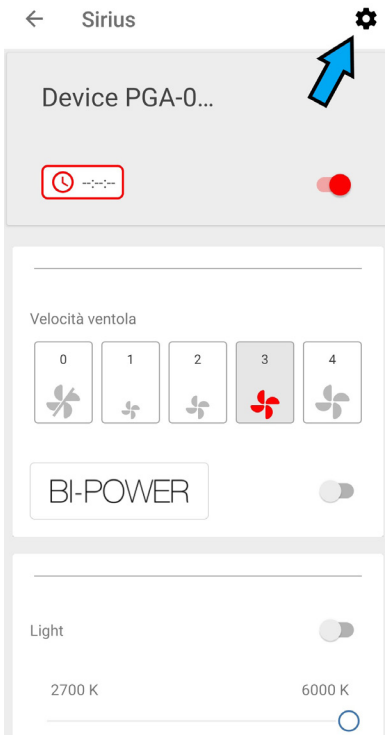 Sirius
Device PGA-0...
--:--:--
Velocità ventola
0 1 2 3 4
BI-POWER
Light
2700 K 6000 K